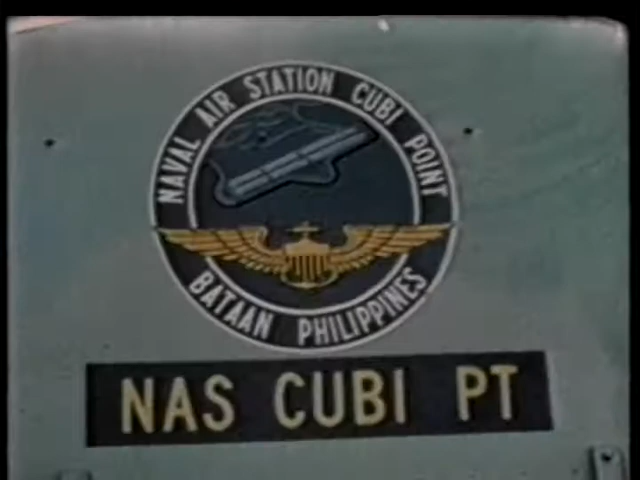 NAVAL AIR STATION CUBI POINT
BATAAN PHILIPPINES
NAS CUBI PT